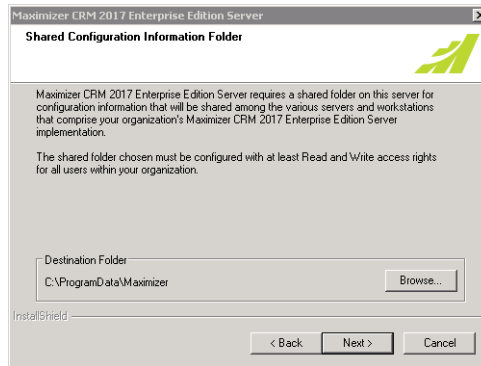 Maximizer CRM 2017 Enterprise Edition Server
Shared Configuration Information Folder
Maximizer CRM 2017 Enterprise Edition Server requires a shared folder on this server for
configuration information that will be shared among the various servers and workstations
that comprise your organization's Maximizer CRM 2017 Enterprise Edition Server
implementation.
The shared folder chosen must be configured with at least Read and Write access rights
for all users within your organization.
Destination Folder
C:\ProgramData\Maximizer
Browse...
InstallShield
< Back
Next >
Cancel